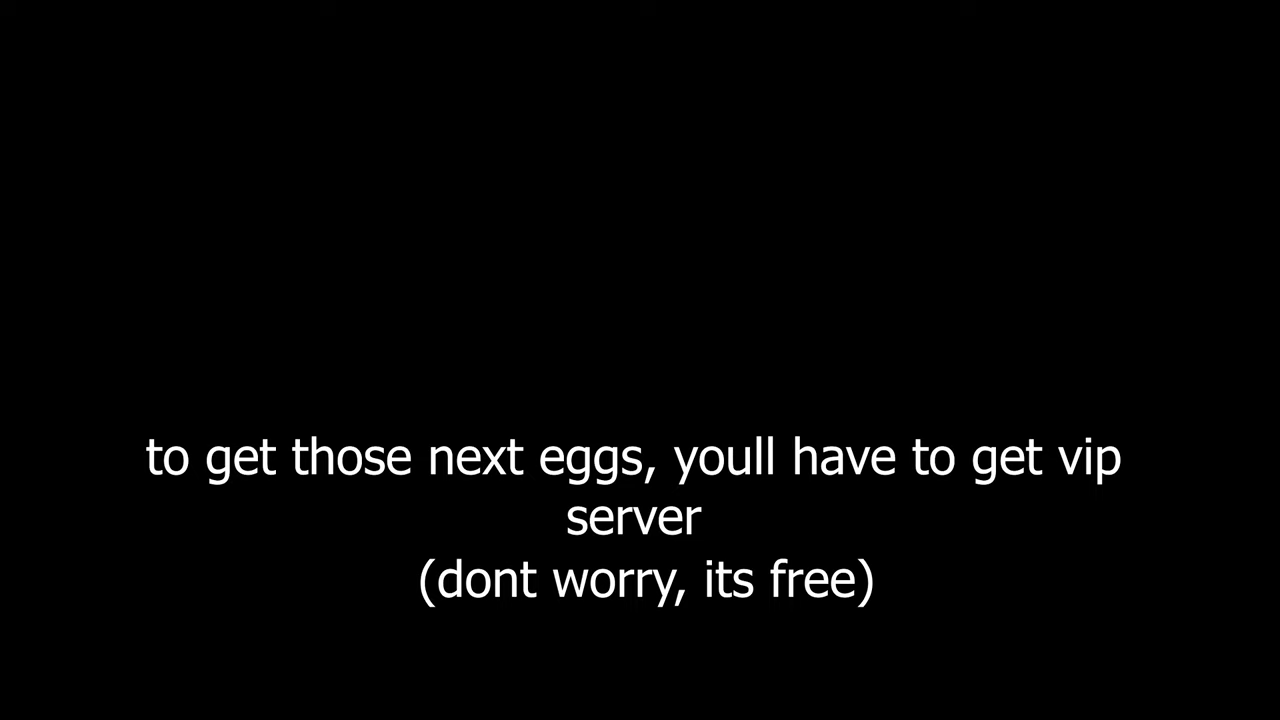 to get those next eggs, youll have to get vip
server
(dont worry, its free)